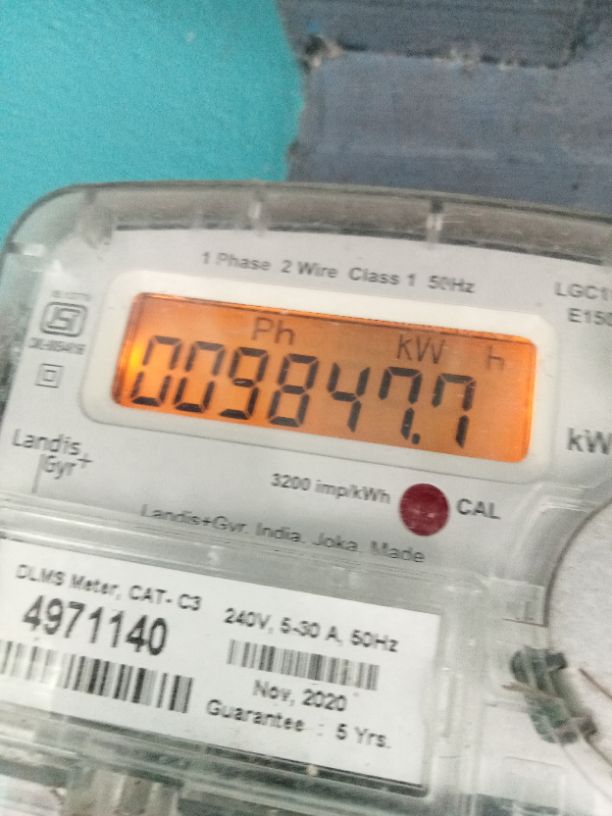 1 Phase 2 Wire Class 1 50Hz
LGC1
E150
Ph kW h
009847.7
kW
Landis+
Gyr
3200 imp/kWh
CAL
Landis+Gyr. India. Joka. Made
DLMS Meter, CAT- C3
4971140
240V, 5-30 A, 50Hz
Nov, 2020
Guarantee : 5 Yrs.